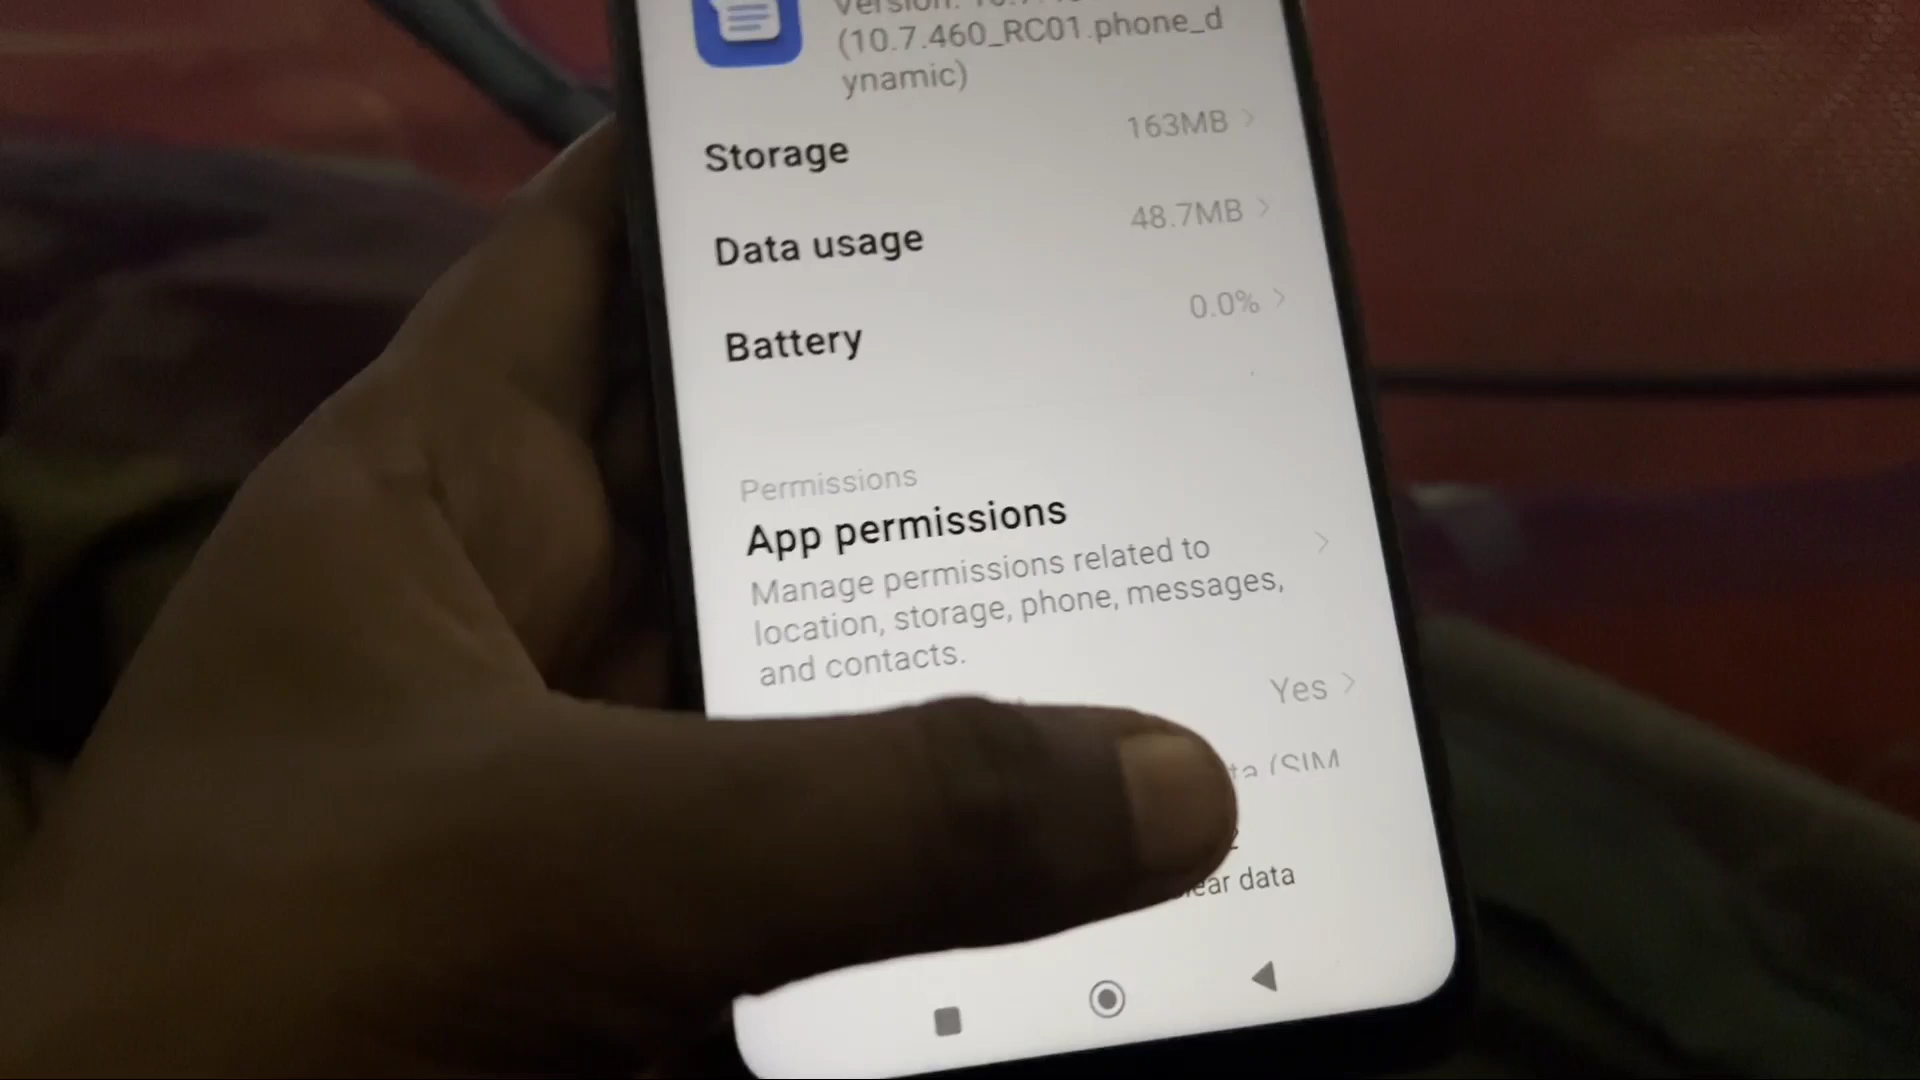 (10.7.460_RC01.phone_d
ynamic)
Storage 163MB
Data usage 48.7MB
Battery 0.0%
Permissions
App permissions
Manage permissions related to
location, storage, phone, messages,
and contacts.
Yes
(SIM
data